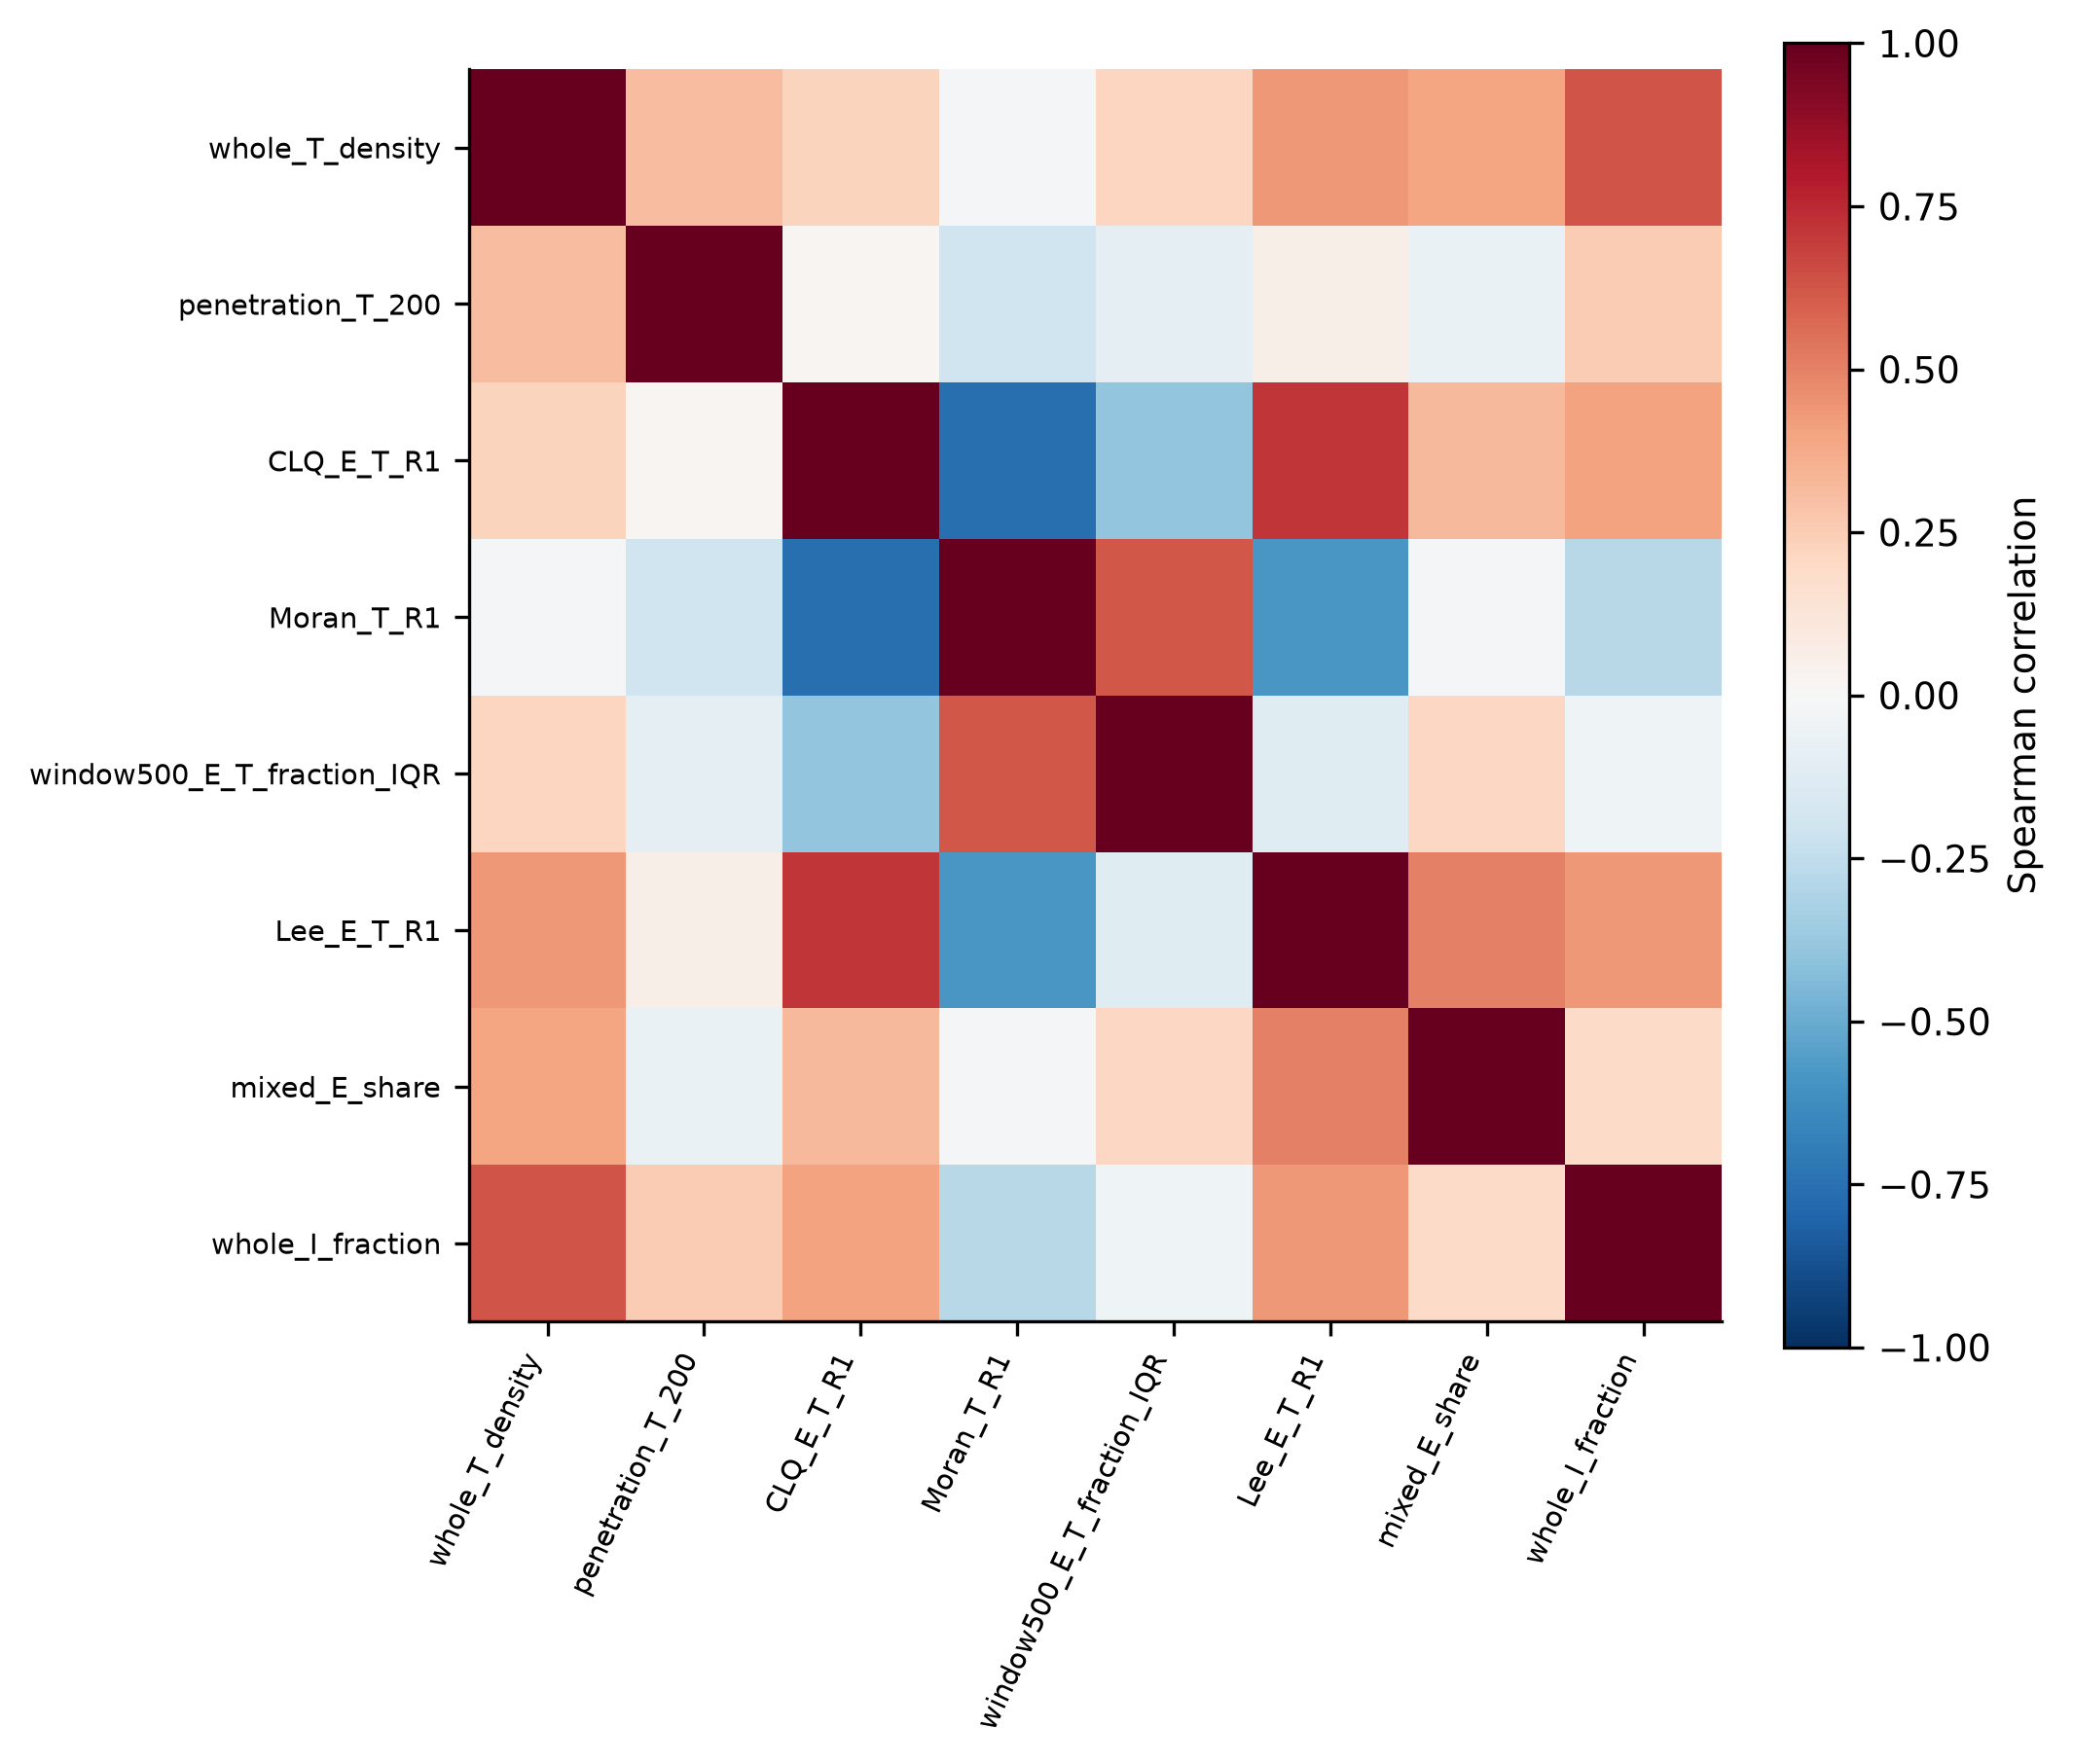 whole_T_density
penetration_T_200
CLQ_E_T_R1
Moran_T_R1
window500_E_T_fraction_IQR
Lee_E_T_R1
mixed_E_share
whole_I_fraction
whole_T_density
penetration_T_200
CLQ_E_T_R1
Moran_T_R1
window500_E_T_fraction_IQR
Lee_E_T_R1
mixed_E_share
whole_I_fraction
1.00
0.75
0.50
0.25
0.00
−0.25
−0.50
−0.75
−1.00
Spearman correlation